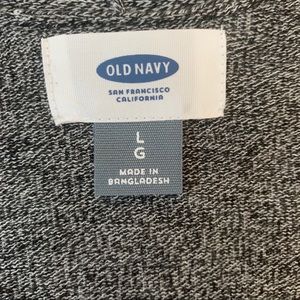 OLD NAVY
SAN FRANCISCO
CALIFORNIA
L
G
MADE IN
BANGLADESH